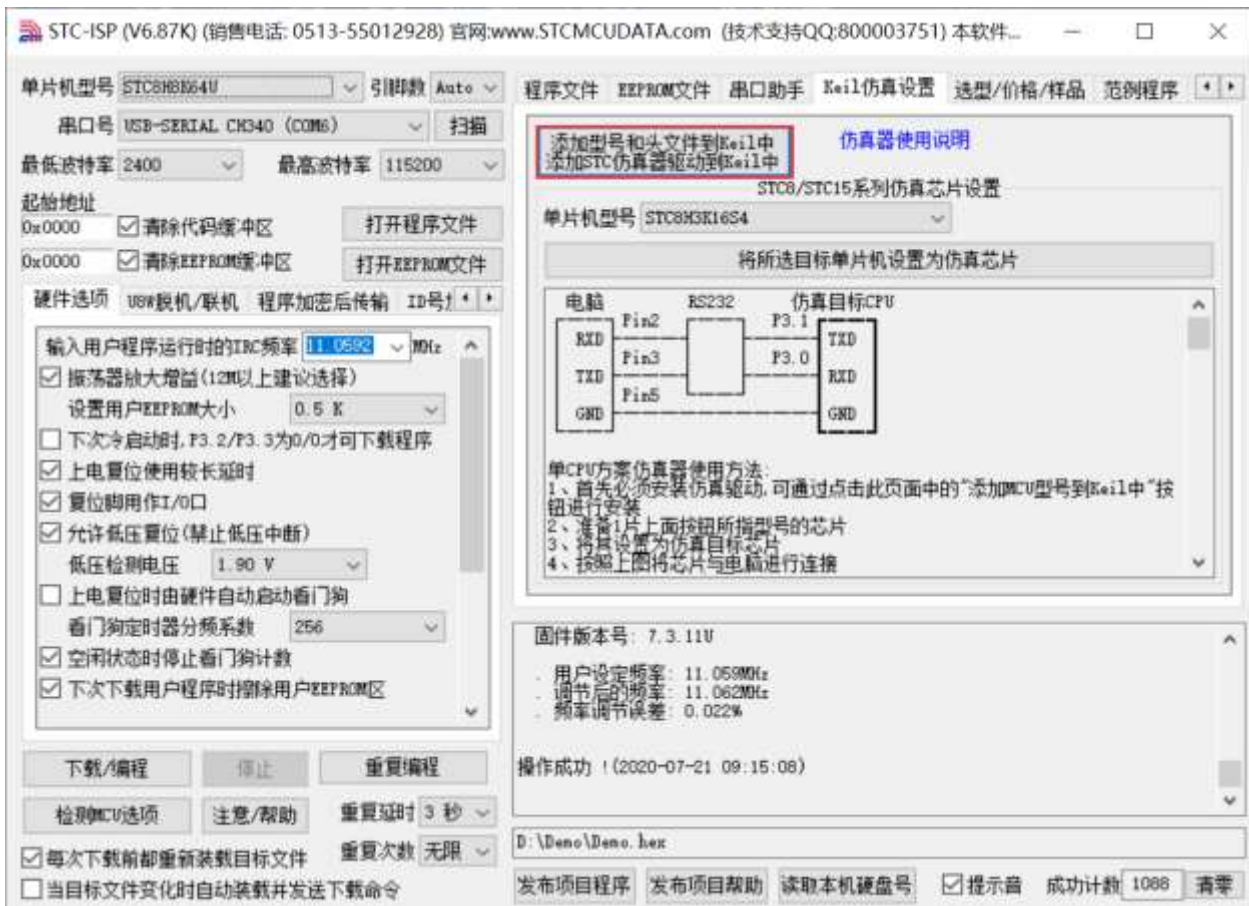 STC-ISP (V6.87K) (销售电话: 0513-55012928) 官网:www.STCMCUDATA.com (技术支持QQ:800003751) 本软件...
单片机型号 STC8H8K64U 引脚数 Auto
串口号 USB-SERIAL CH340 (COM6) 扫描
最低波特率 2400 最高波特率 115200
起始地址
0x0000 清除代码缓冲区 打开程序文件
0x0000 清除EEPROM缓冲区 打开EEPROM文件
硬件选项 U8W脱机/联机 程序加密后传输
输入用户程序运行时的IRC频率 11.0592 MHz
振荡器放大增益(12M以上建议选择)
设置用户EEPROM大小 0.5 K
下次冷启动时,P3.2/P3.3为0/0才可下载程序
上电复位使用较长延时
复位脚用作I/O口
允许低压复位(禁止低压中断)
低压检测电压 1.90 V
上电复位时由硬件自动启动看门狗
看门狗定时器分频系数 256
空闲状态时停止看门狗计数
下次下载用户程序时擦除用户EEPROM区
下载/编程 停止 重复编程
检测MCU选项 注意/帮助 重复延时 3 秒
每次下载前都重新装载目标文件 重复次数 无限
当目标文件变化时自动装载并发送下载命令
程序文件 EEPROM文件 串口助手 Keil仿真设置 选型/价格/样品 范例程序
添加型号和头文件到Keil中
添加STC仿真器驱动到Keil中
仿真器使用说明
STC8/STC15系列仿真芯片设置
单片机型号 STC8H3K16S4
将所选目标单片机设置为仿真芯片
电脑 RS232 仿真目标CPU
Pin2 P3.1
RXD TXD
Pin3 P3.0
TXD RXD
Pin5
GND GND
单CPU方案仿真器使用方法:
1、首先必须安装仿真驱动,可通过点击此页面中的"添加MCU型号到Keil中"按
钮进行安装
2、准备1片上面按钮所指型号的芯片
3、将其设置为仿真目标芯片
4、按照上图将芯片与电脑进行连接
固件版本号: 7.3.11U
. 用户设定频率: 11.059MHz
. 调节后的频率: 11.062MHz
. 频率调节误差: 0.022%
操作成功 !(2020-07-21 09:15:08)
D:\Demo\Demo.hex
发布项目程序 发布项目帮助 读取本机硬盘号 提示音 成功计数 1088 清零